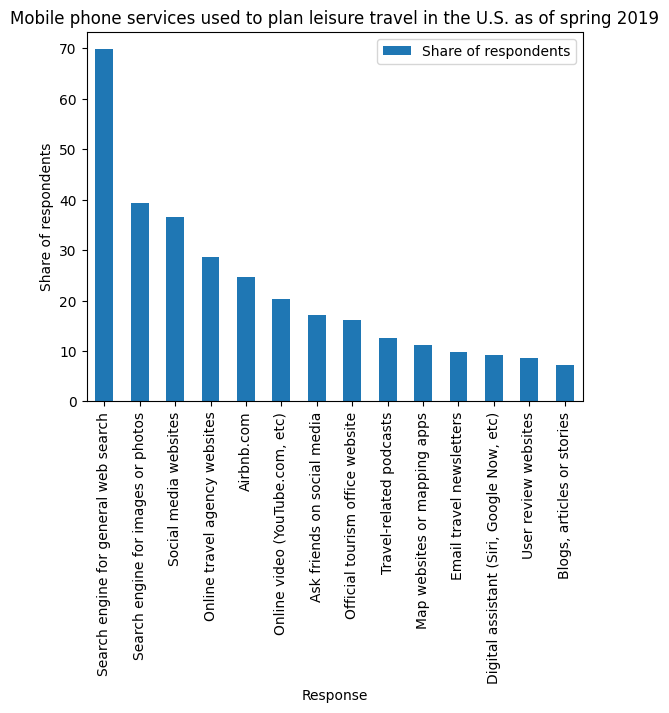 Mobile phone services used to plan leisure travel in the U.S. as of spring 2019
Share of respondents
Share of respondents
70
60
50
40
30
20
10
0
Search engine for general web search
Search engine for images or photos
Social media websites
Online travel agency websites
Airbnb.com
Online video (YouTube.com, etc)
Ask friends on social media
Official tourism office website
Travel-related podcasts
Map websites or mapping apps
Email travel newsletters
Digital assistant (Siri, Google Now, etc)
User review websites
Blogs, articles or stories
Response